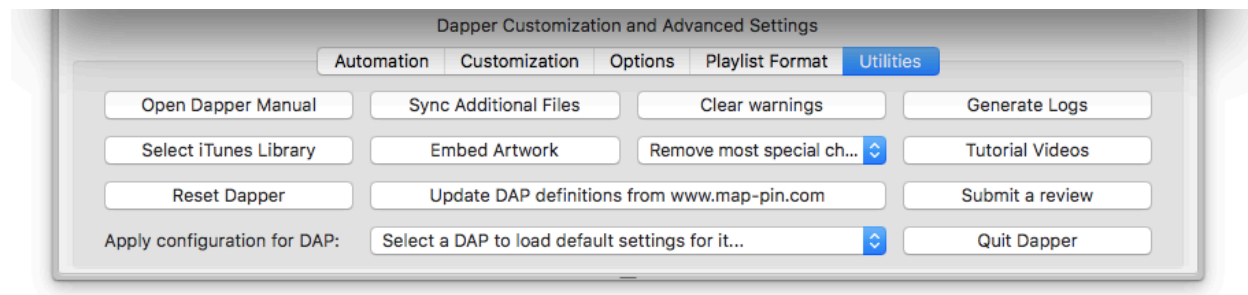 Dapper Customization and Advanced Settings
Automation Customization Options Playlist Format Utilities
Open Dapper Manual Sync Additional Files Clear warnings Generate Logs
Select iTunes Library Embed Artwork Remove most special ch... Tutorial Videos
Reset Dapper Update DAP definitions from www.map-pin.com Submit a review
Apply configuration for DAP: Select a DAP to load default settings for it... Quit Dapper